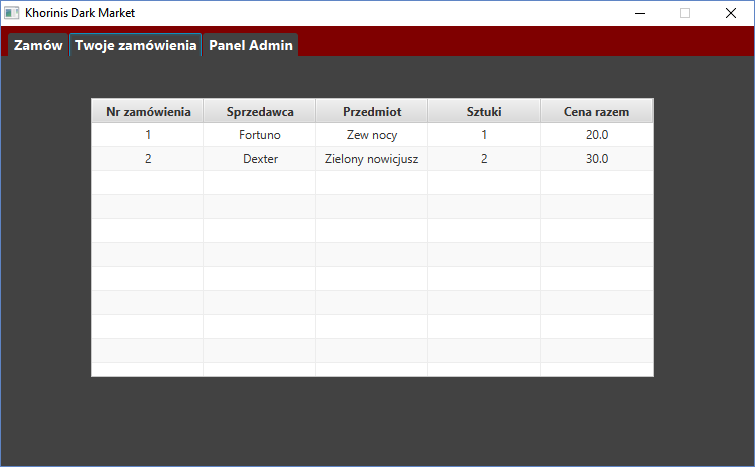 Khorinis Dark Market
Zamów Twoje zamówienia Panel Admin
Nr zamówienia Sprzedawca Przedmiot Sztuki Cena razem
1 Fortuno Zew nocy 1 20.0
2 Dexter Zielony nowicjusz 2 30.0